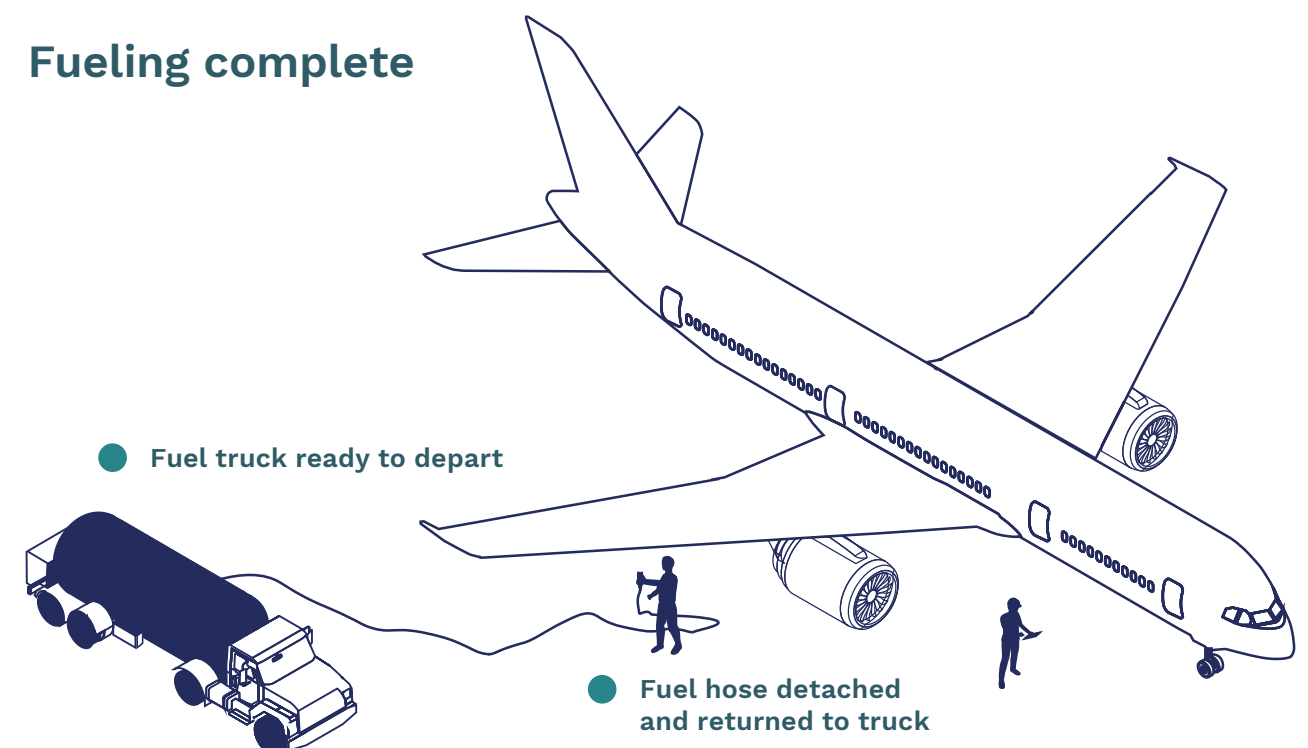 Fueling complete
Fuel truck ready to depart
Fuel hose detached
and returned to truck